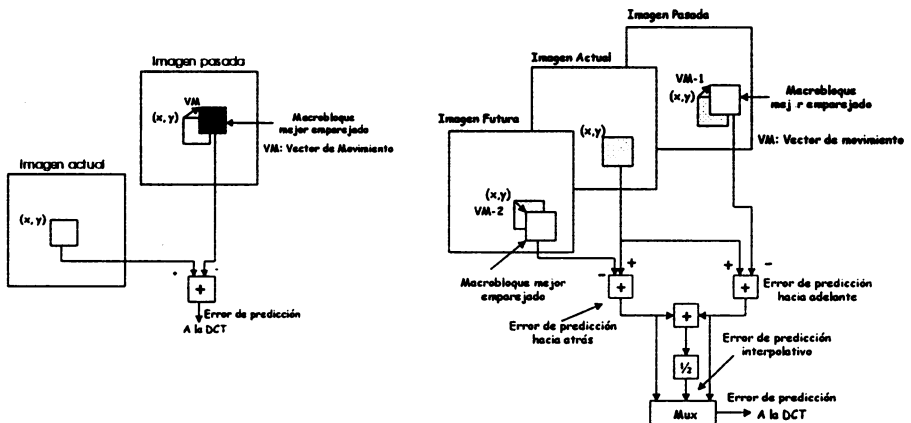 Imagen pasada
VM
(x, y)
Macrobloque
mejor emparejado
VM: Vector de Movimiento
Imagen actual
(x, y)
+
-
+
Error de predicción
A la DCT
Imagen Pasada
Imagen Actual
VM-1
(x,y)
Macrobloque
mejor emparejado
Imagen Futura
(x,y)
VM: Vector de movimiento
(x,y)
VM-2
Macrobloque mejor
emparejado
-
+
+
+
-
+
Error de predicción
hacia adelante
Error de predicción
hacia atrás
+
Error de predicción
interpolativo
½
Mux
Error de predicción
A la DCT